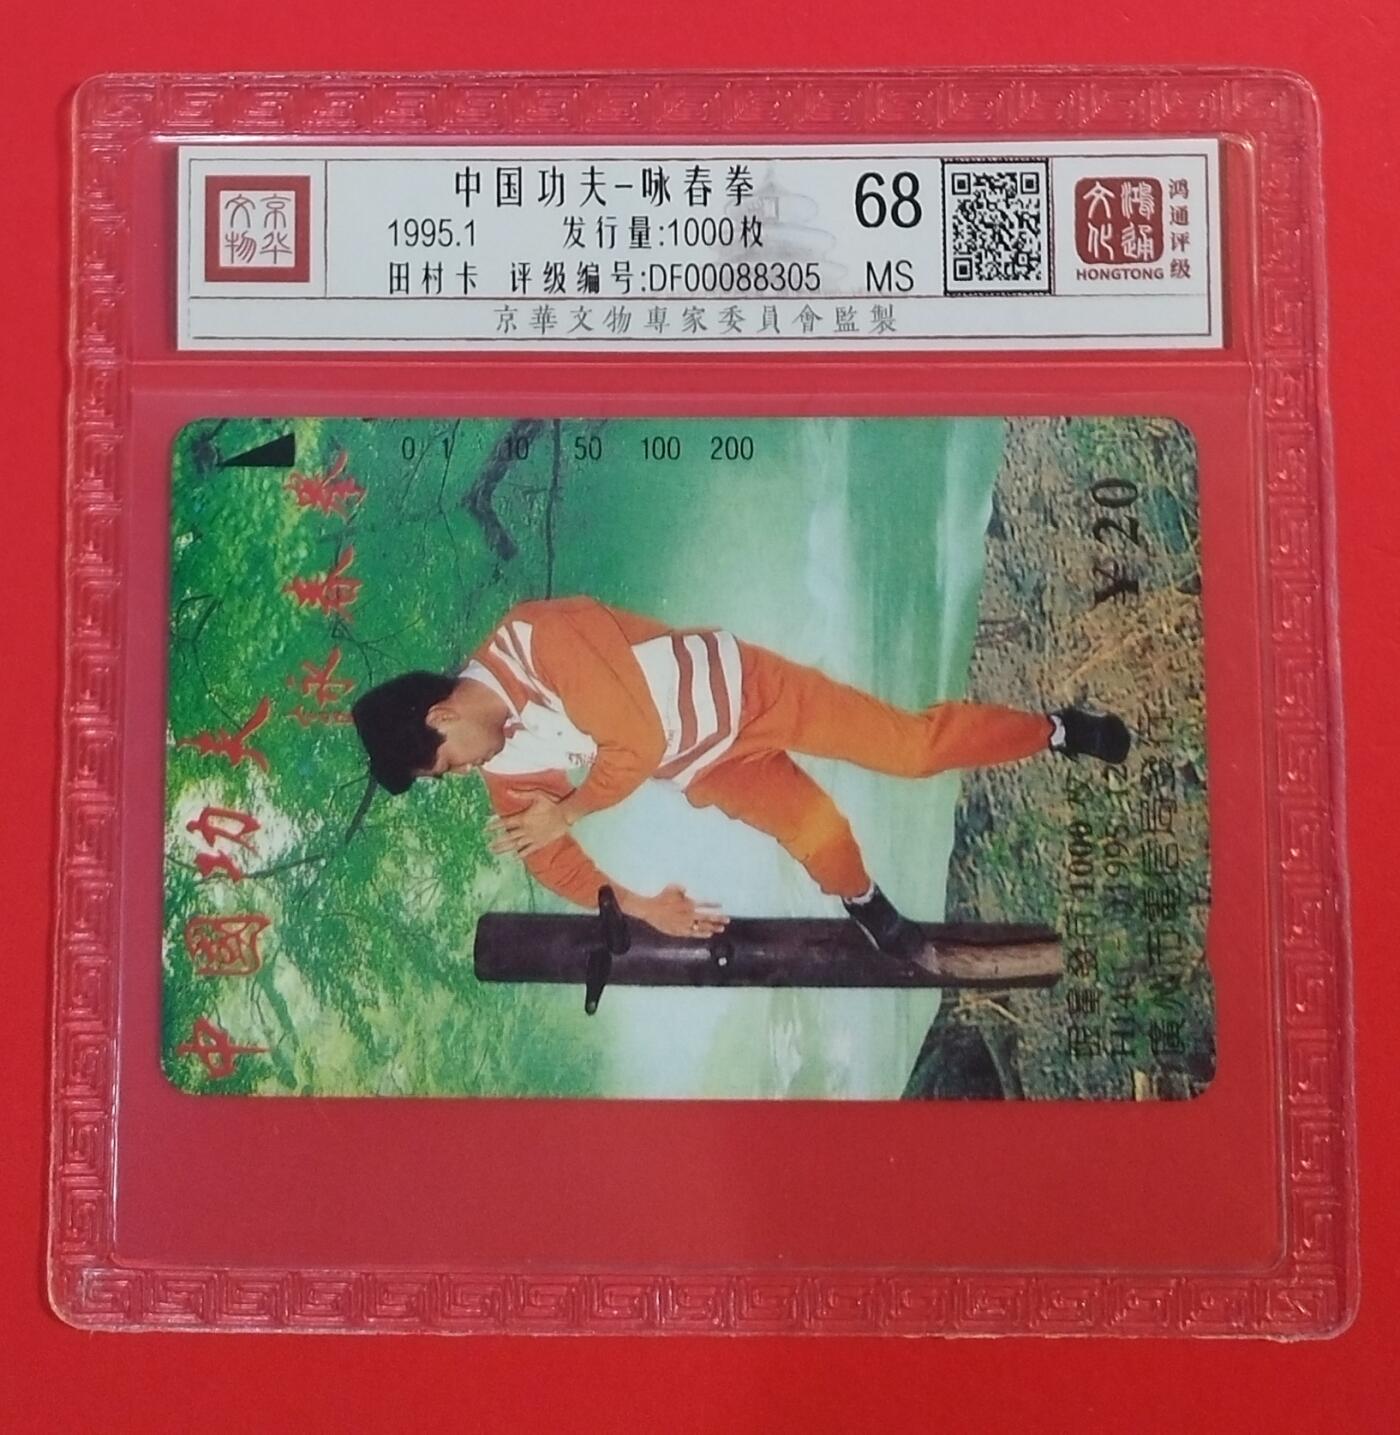 京华
文物
中国功夫-咏春拳
1995.1 发行量:1000枚
田村卡 评级编号:DF00088305
68
MS
鸿通
文化
HONGTONG
鸿通评级
京華文物專家委員會監製
0 1 10 50 100 200
中國功夫
詠春拳
¥20
限量發行1000枚
1995
廣州市電信局發行